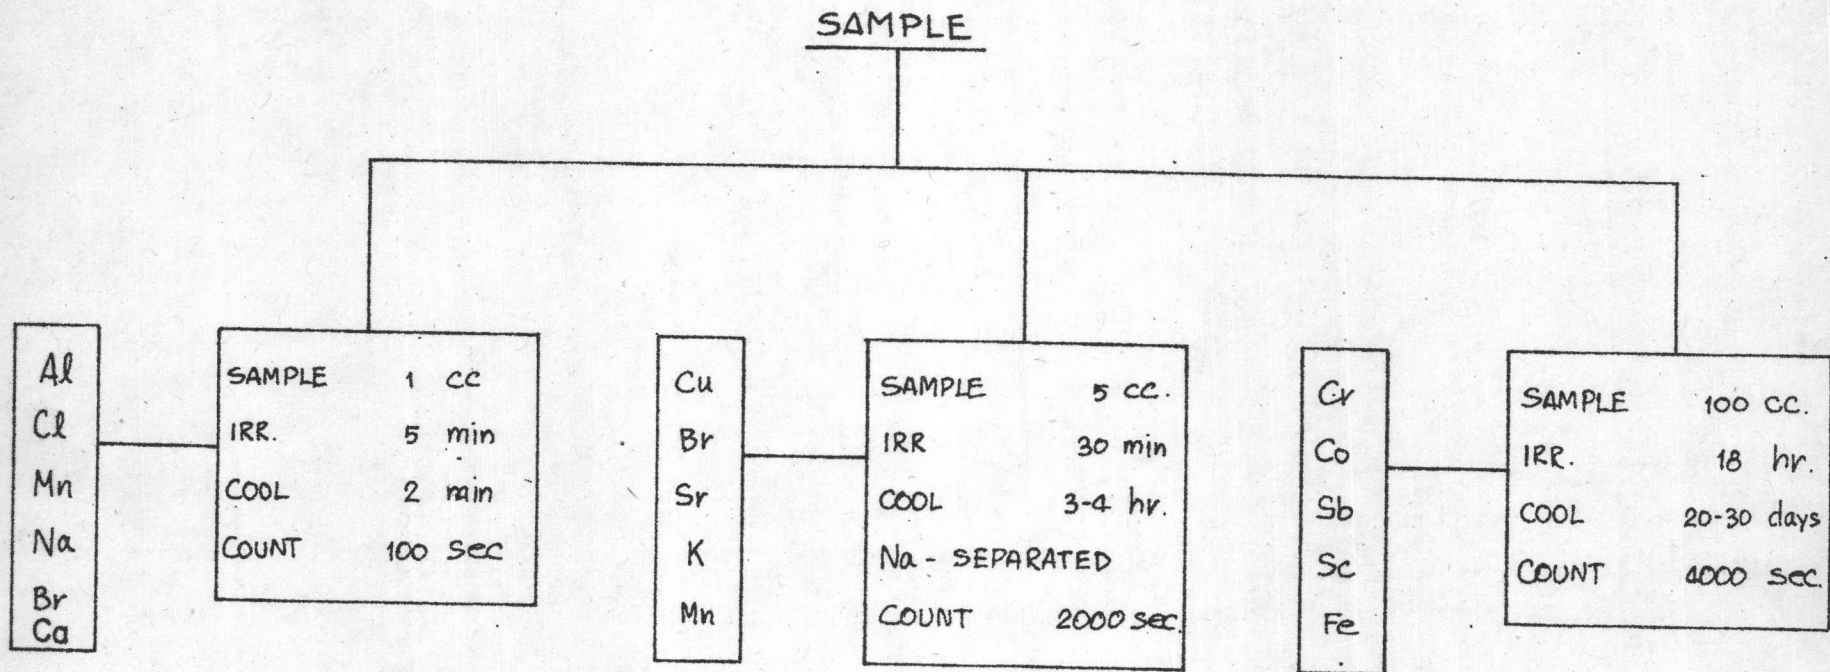 SAMPLE
Al
Cl
Mn
Na
Br
Ca
SAMPLE 1 cc
IRR. 5 min
COOL 2 min
COUNT 100 sec
Cu
Br
Sr
K
Mn
SAMPLE 5 cc.
IRR 30 min
COOL 3-4 hr.
Na - SEPARATED
COUNT 2000 sec.
Cr
Co
Sb
Sc
Fe
SAMPLE 100 cc.
IRR. 18 hr.
COOL 20-30 days
COUNT 4000 sec.